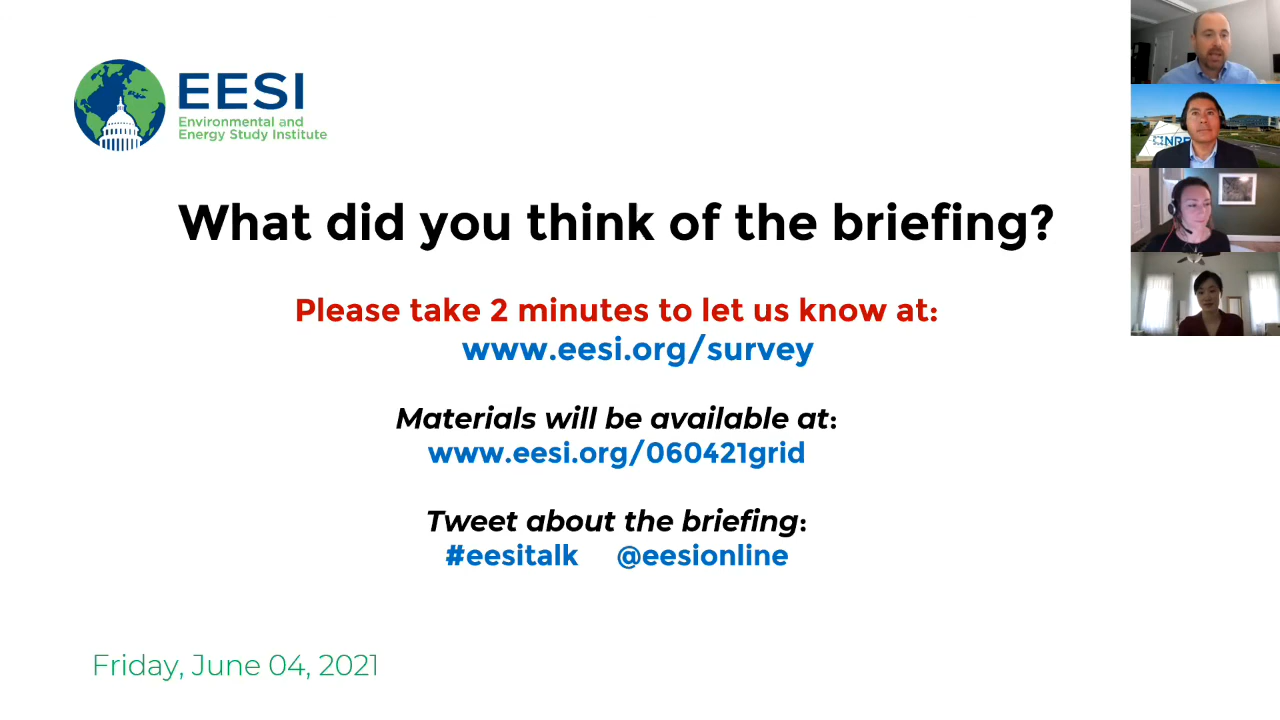 EESI
Environmental and
Energy Study Institute
What did you think of the briefing?
Please take 2 minutes to let us know at:
www.eesi.org/survey
Materials will be available at:
www.eesi.org/060421grid
Tweet about the briefing:
#eesitalk @eesionline
Friday, June 04, 2021